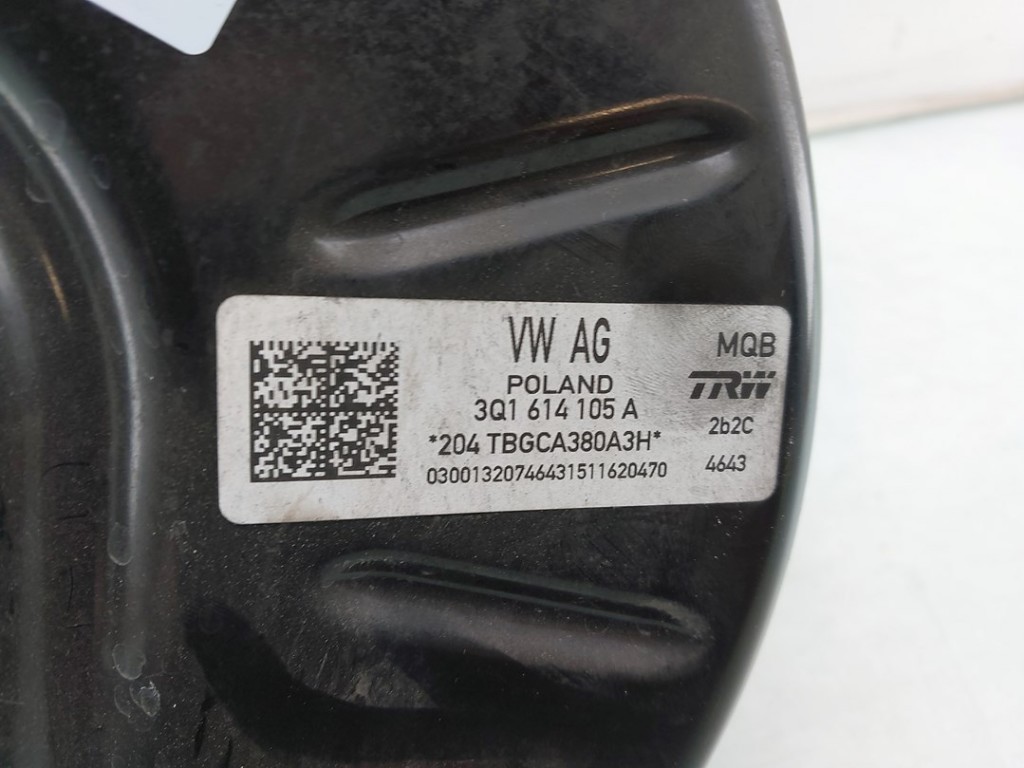 VW AG
POLAND
3Q1 614 105 A
*204 TBGCA380A3H*
03001320746431511620470
MQB
TRW
2b2C
4643